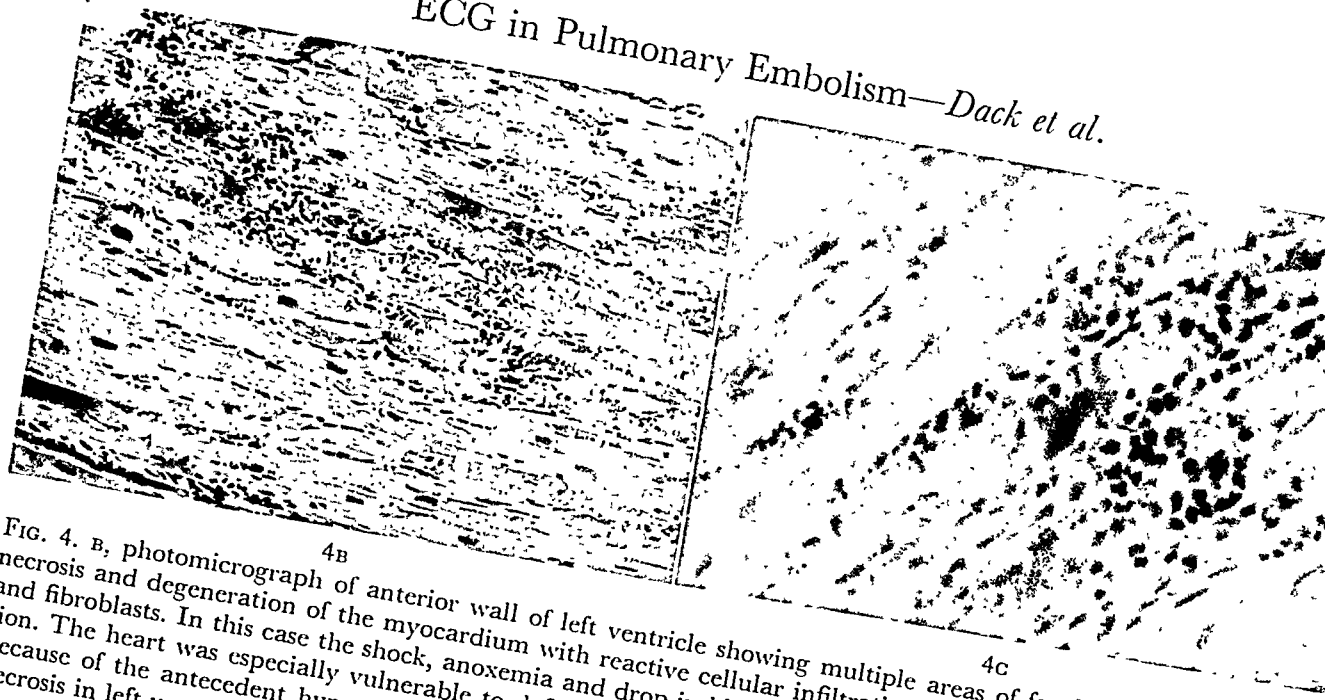 ECG in Pulmonary Embolism—Dack et al.
4B
4C
FIG. 4. B, photomicrograph of anterior wall of left ventricle showing multiple areas of
necrosis and degeneration of the myocardium with reactive cellular
and fibroblasts. In this case the shock, anoxemia and drop
ion. The heart was especially vulnerable to
ecause of the antecedent
ecrosis in left